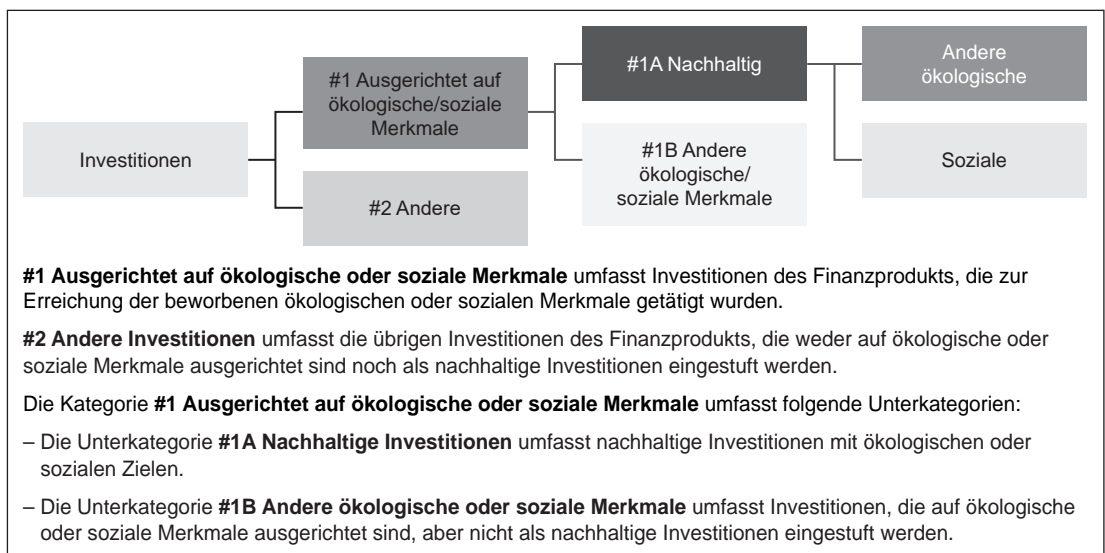 Investitionen
#1 Ausgerichtet auf
ökologische/soziale
Merkmale
#2 Andere
#1A Nachhaltig
#1B Andere
ökologische/
soziale Merkmale
Andere
ökologische
Soziale
#1 Ausgerichtet auf ökologische oder soziale Merkmale umfasst Investitionen des Finanzprodukts, die zur
Erreichung der beworbenen ökologischen oder sozialen Merkmale getätigt wurden.
#2 Andere Investitionen umfasst die übrigen Investitionen des Finanzprodukts, die weder auf ökologische oder
soziale Merkmale ausgerichtet sind noch als nachhaltige Investitionen eingestuft werden.
Die Kategorie #1 Ausgerichtet auf ökologische oder soziale Merkmale umfasst folgende Unterkategorien:
– Die Unterkategorie #1A Nachhaltige Investitionen umfasst nachhaltige Investitionen mit ökologischen oder
sozialen Zielen.
– Die Unterkategorie #1B Andere ökologische oder soziale Merkmale umfasst Investitionen, die auf ökologische
oder soziale Merkmale ausgerichtet sind, aber nicht als nachhaltige Investitionen eingestuft werden.